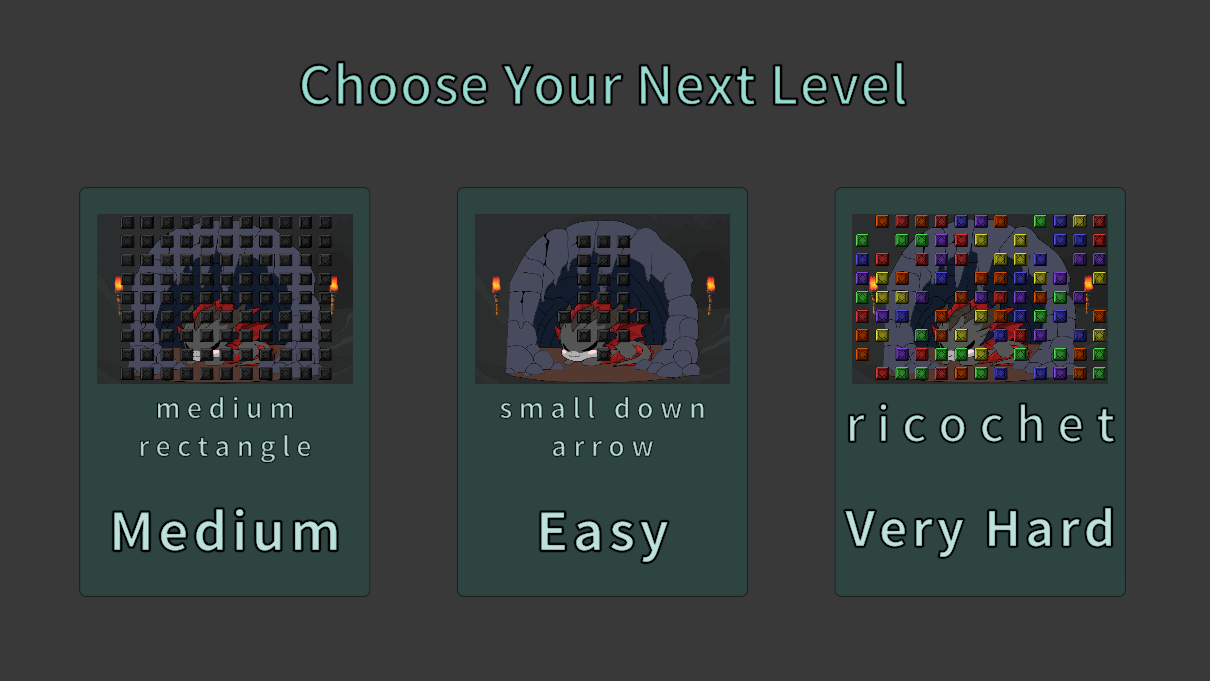 Choose Your Next Level
medium
rectangle
Medium
small down
arrow
Easy
ricochet
Very Hard